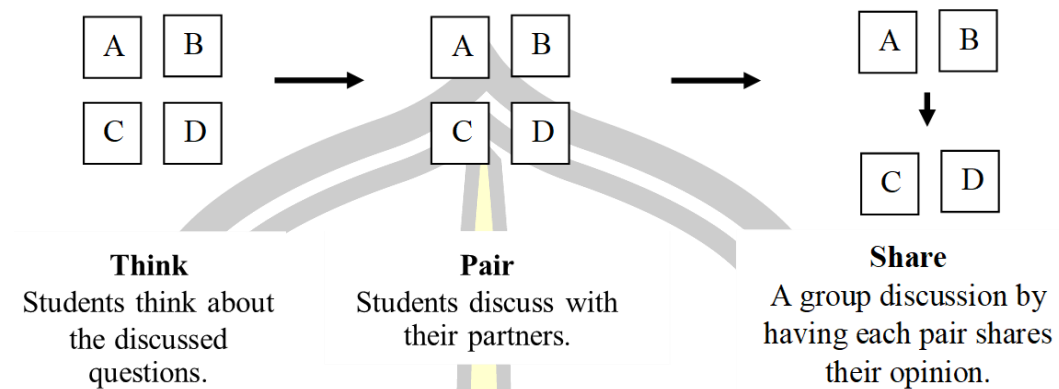 A B
C D
A B
C D
A B
C D
Think
Students think about
the discussed
questions.
Pair
Students discuss with
their partners.
Share
A group discussion by
having each pair shares
their opinion.